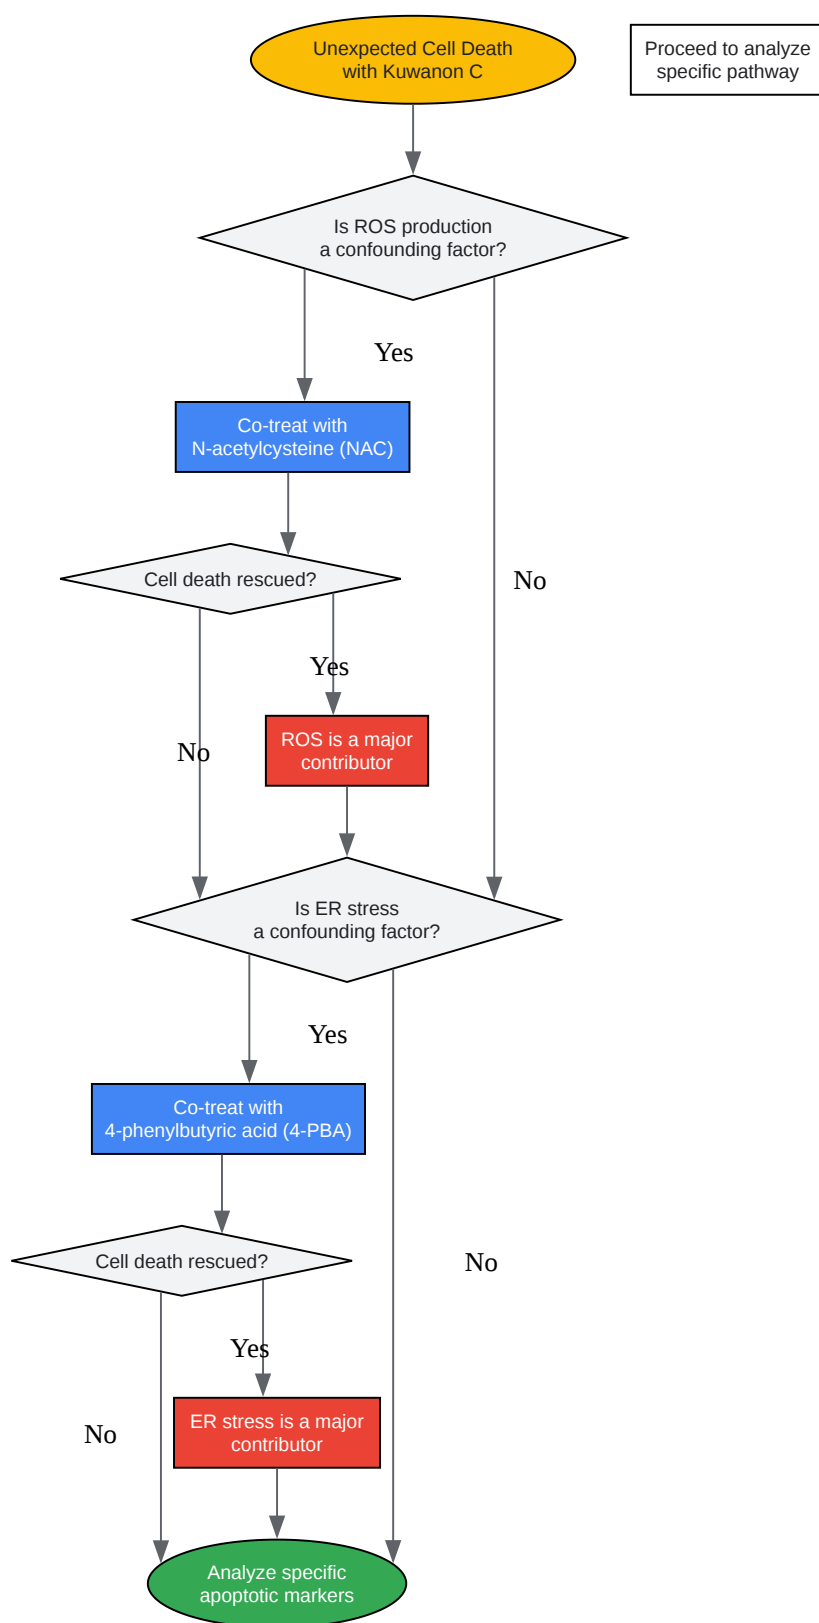 Unexpected Cell Death
with Kuwanon C
Proceed to analyze
specific pathway
Is ROS production
a confounding factor?
Yes
Co-treat with
N-acetylcysteine (NAC)
Cell death rescued?
No
Yes
ROS is a major
contributor
No
Is ER stress
a confounding factor?
Yes
Co-treat with
4-phenylbutyric acid (4-PBA)
Cell death rescued?
No
Yes
ER stress is a major
contributor
No
Analyze specific
apoptotic markers